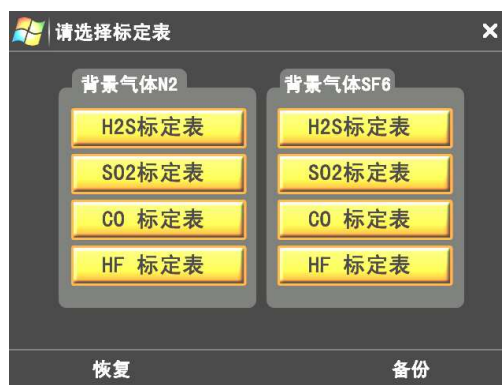 请选择标定表
背景气体N2
H2S标定表
SO2标定表
CO 标定表
HF 标定表
背景气体SF6
H2S标定表
SO2标定表
CO 标定表
HF 标定表
恢复
备份